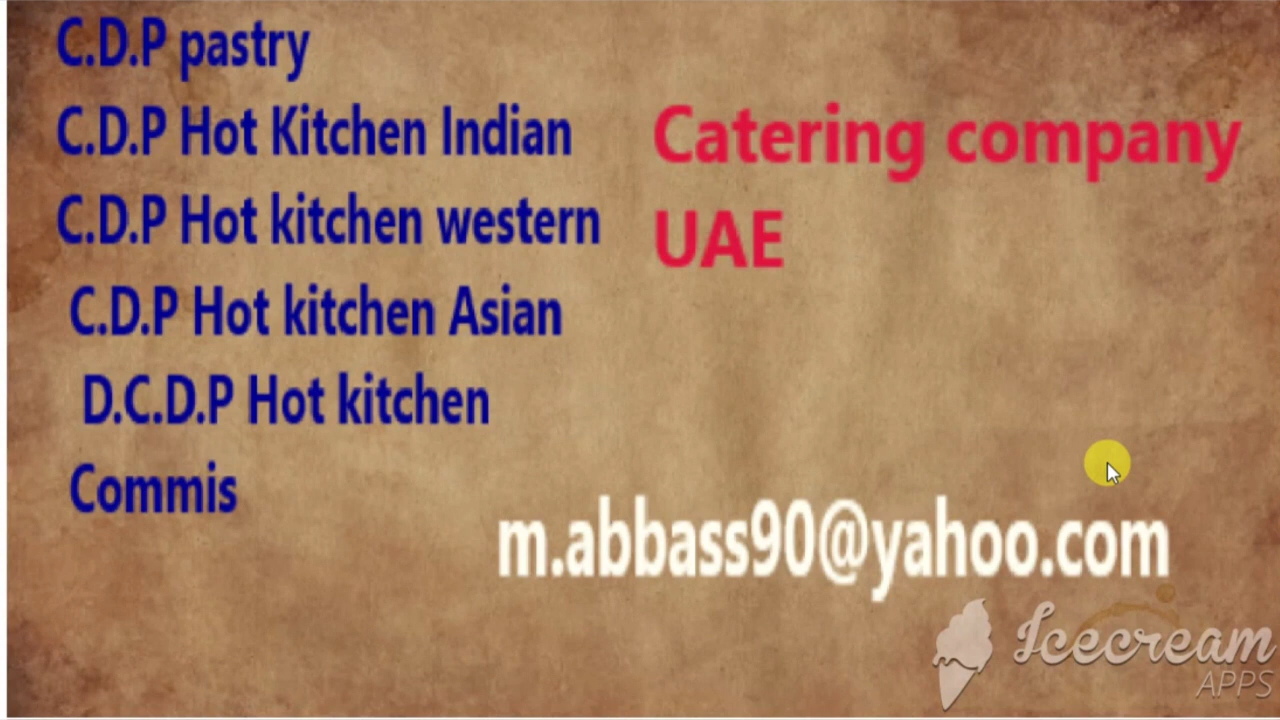 C.D.P pastry
C.D.P Hot Kitchen Indian
C.D.P Hot kitchen western
C.D.P Hot kitchen Asian
D.C.D.P Hot kitchen
Commis
Catering company
UAE
m.abbass90@yahoo.com
Icecream
APPS